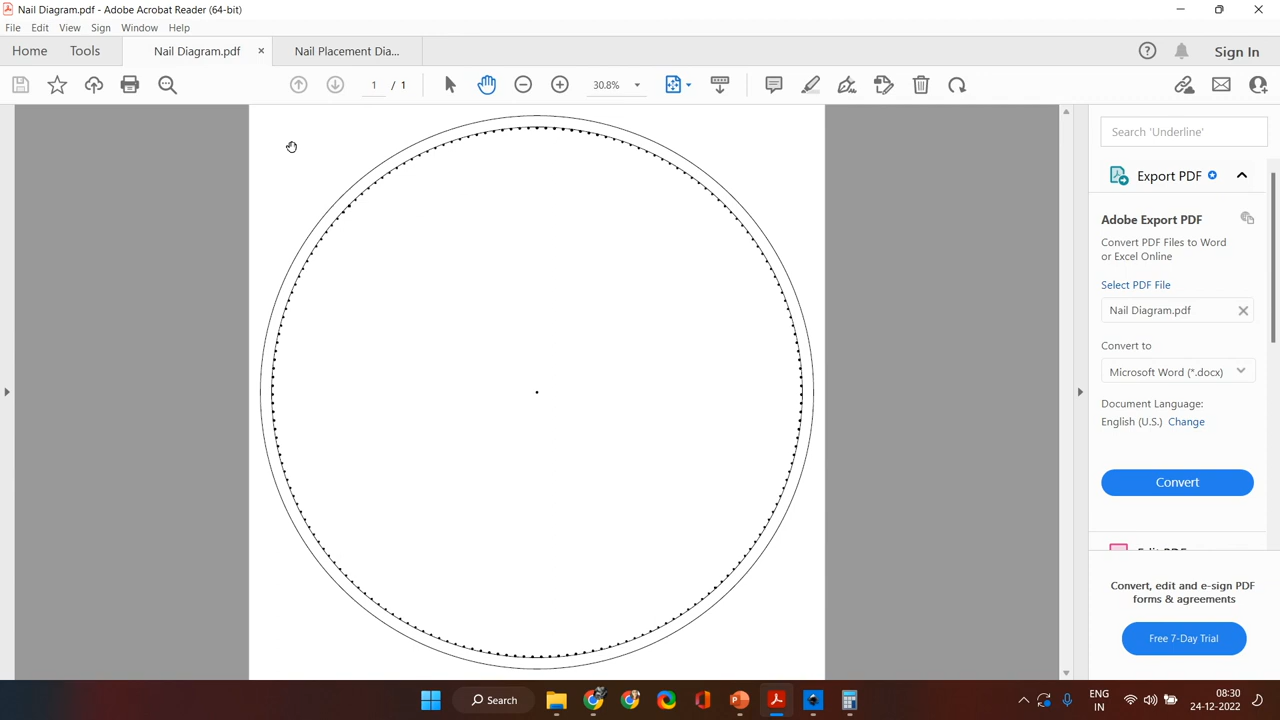 Nail Diagram.pdf - Adobe Acrobat Reader (64-bit)
File Edit View Sign Window Help
Home Tools Nail Diagram.pdf × Nail Placement Dia... Sign In
1 / 1 30.8%
Search 'Underline'
Export PDF
Adobe Export PDF
Convert PDF Files to Word
or Excel Online
Select PDF File
Nail Diagram.pdf
Convert to
Microsoft Word (*.docx)
Document Language:
English (U.S.) Change
Convert
Edit PDF
Convert, edit and e-sign PDF
forms & agreements
Free 7-Day Trial
Search
ENG
IN
08:30
24-12-2022